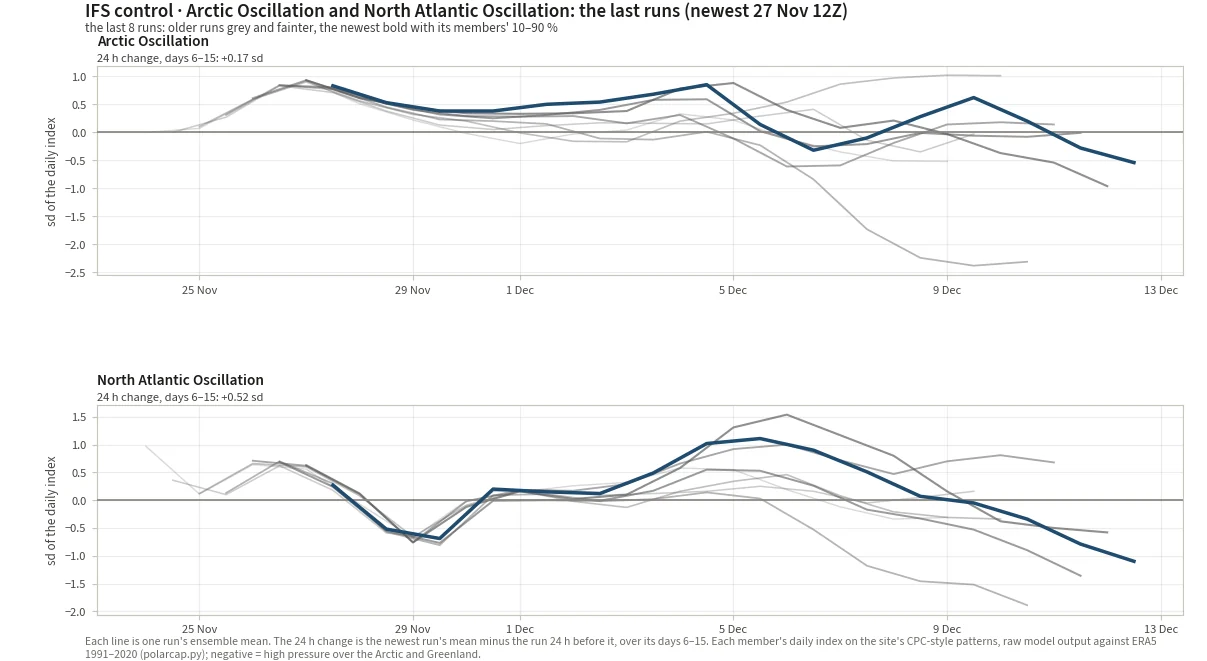 IFS control · Arctic Oscillation and North Atlantic Oscillation: the last runs (newest 27 Nov 12Z)
the last 8 runs: older runs grey and fainter, the newest bold with its members' 10–90 %
Arctic Oscillation
24 h change, days 6–15: +0.17 sd
1.0
0.5
0.0
−0.5
−1.0
−1.5
−2.0
−2.5
sd of the daily index
25 Nov
29 Nov
1 Dec
5 Dec
9 Dec
13 Dec
North Atlantic Oscillation
24 h change, days 6–15: +0.52 sd
1.5
1.0
0.5
0.0
−0.5
−1.0
−1.5
−2.0
sd of the daily index
25 Nov
29 Nov
1 Dec
5 Dec
9 Dec
13 Dec
Each line is one run's ensemble mean. The 24 h change is the newest run's mean minus the run 24 h before it, over its days 6–15. Each member's daily index on the site's CPC-style patterns, raw model output against ERA5
1991–2020 (polarcap.py); negative = high pressure over the Arctic and Greenland.